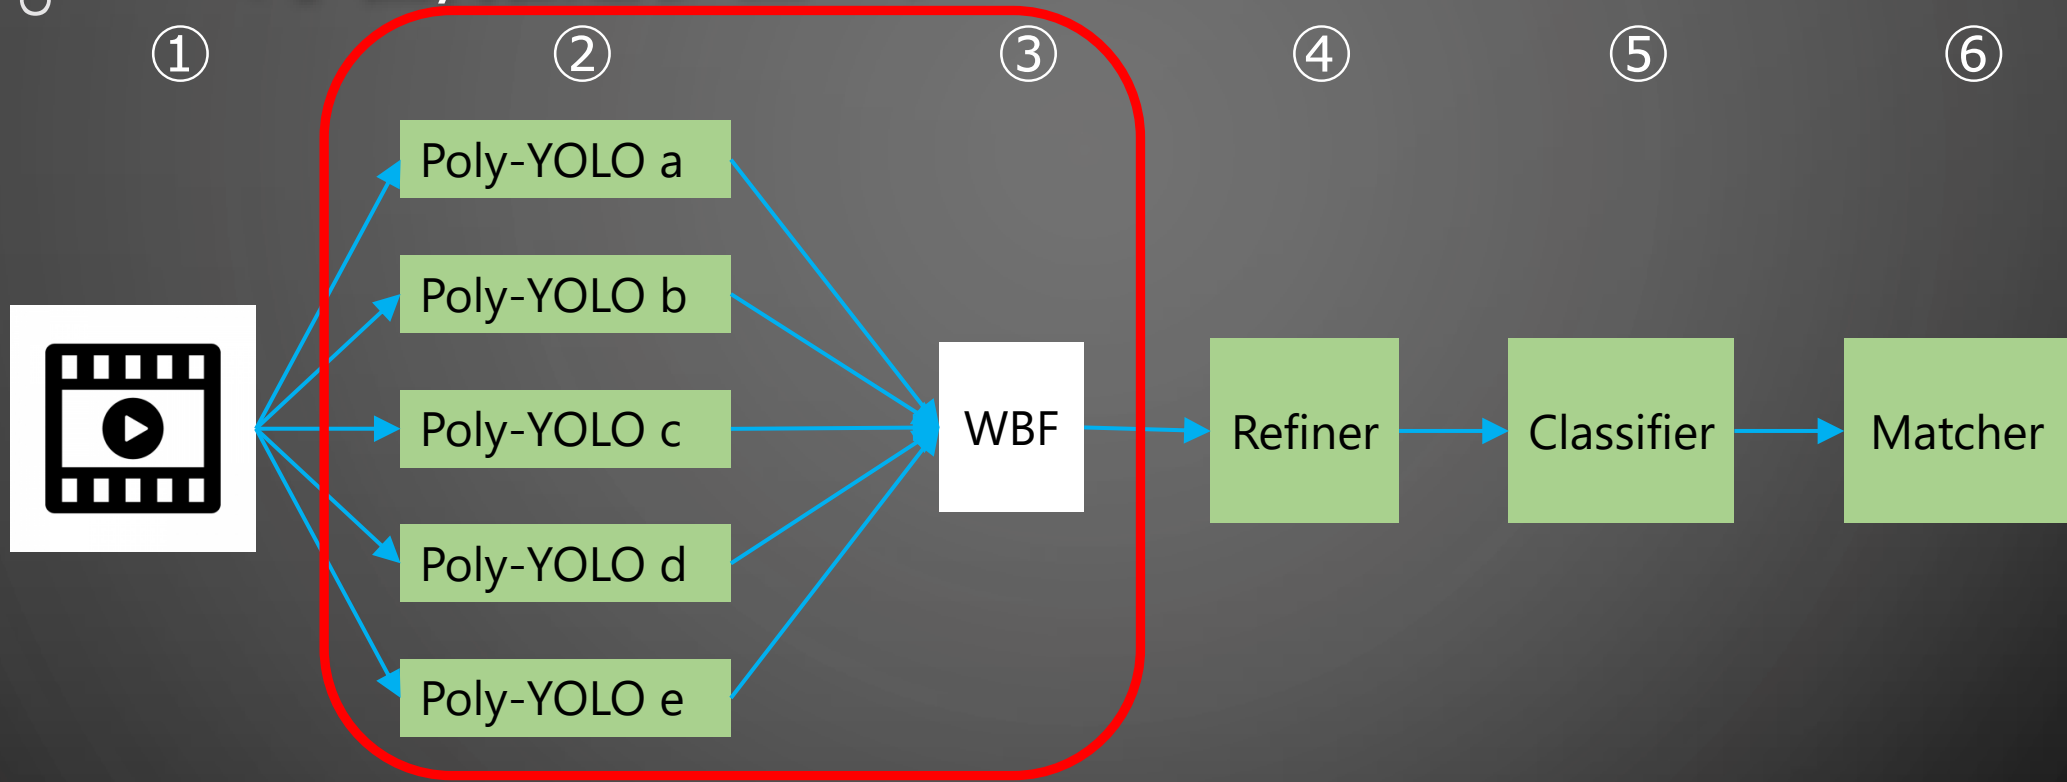 ① ② ③ ④ ⑤ ⑥
Poly-YOLO a
Poly-YOLO b
Poly-YOLO c
Poly-YOLO d
Poly-YOLO e
WBF
Refiner
Classifier
Matcher